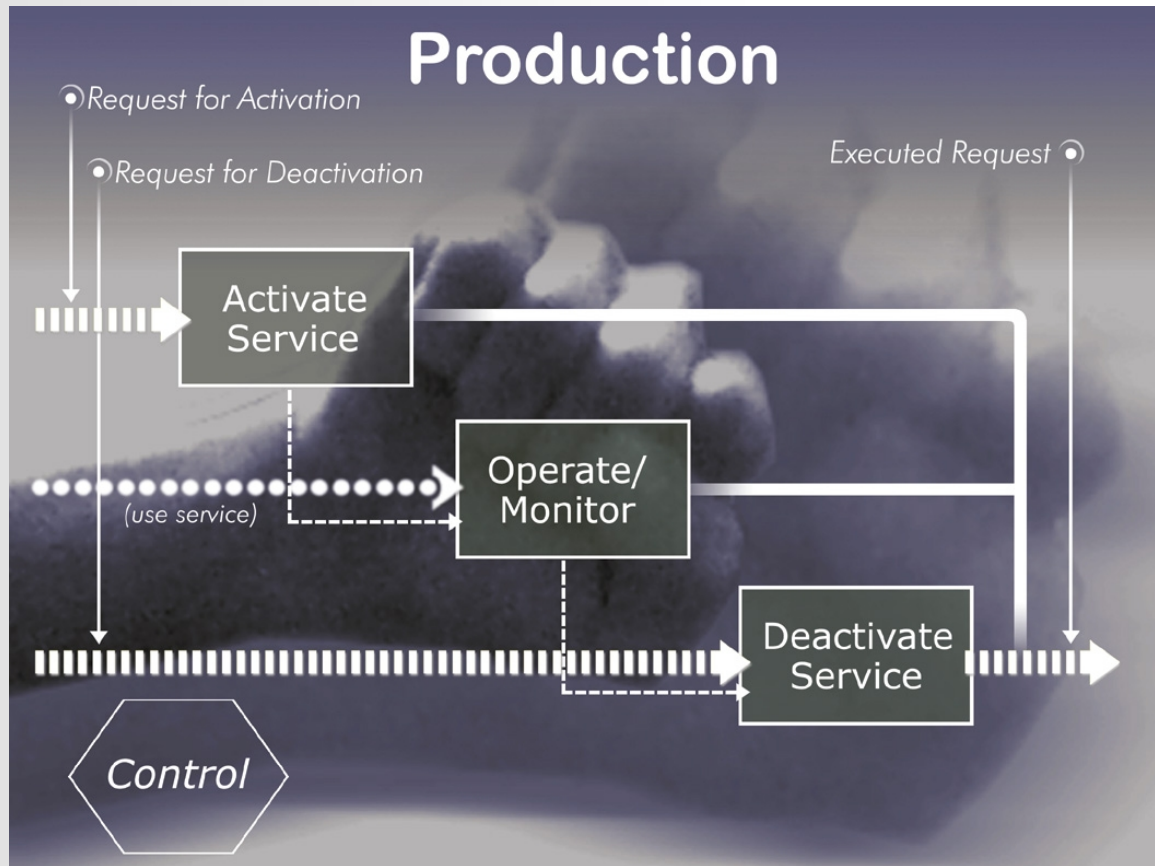 Production
Request for Activation
Request for Deactivation
Executed Request
Activate
Service
Operate/
Monitor
(use service)
Deactivate
Service
Control